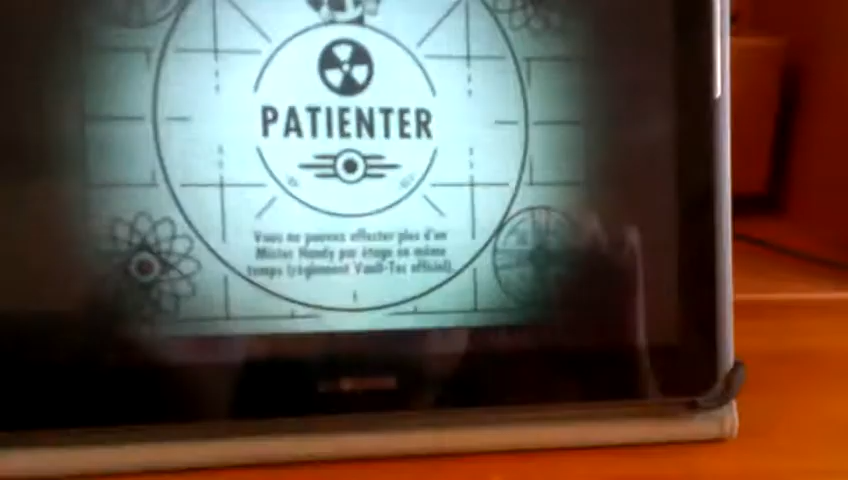 PATIENTER
Vous ne pouvez affecter plus d'un
Mister Handy par étage en même
temps (règlement Vault-Tec officiel).